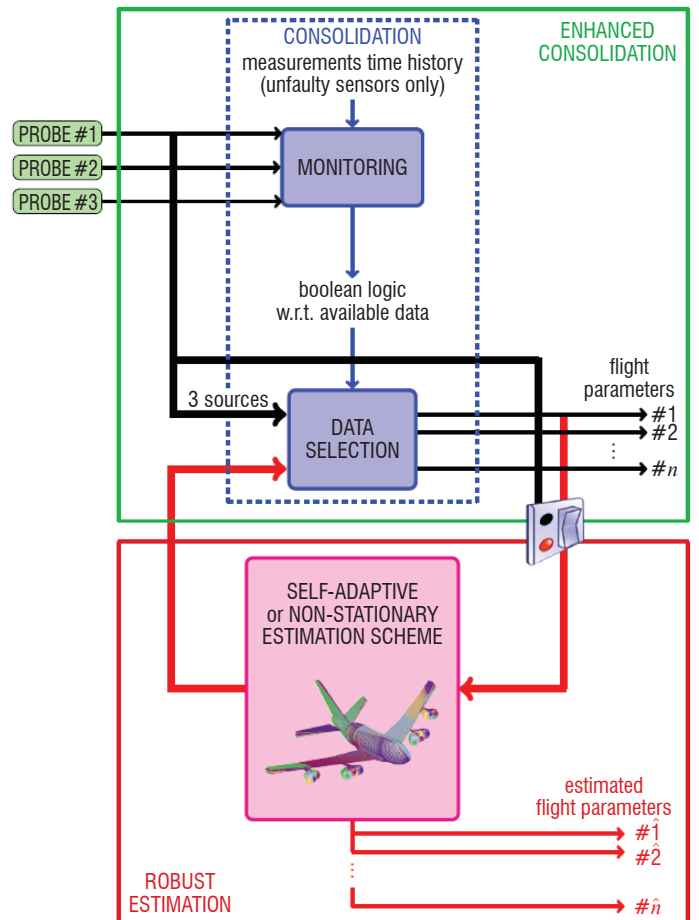 CONSOLIDATION
measurements time history
(unfaulty sensors only)
ENHANCED
CONSOLIDATION
PROBE #1
PROBE #2
PROBE #3
MONITORING
boolean logic
w.r.t. available data
3 sources
DATA
SELECTION
flight
parameters
#1
#2
⋮
#n
SELF-ADAPTIVE
or NON-STATIONARY
ESTIMATION SCHEME
estimated
flight parameters
#1̂
#2̂
⋮
#n̂
ROBUST
ESTIMATION